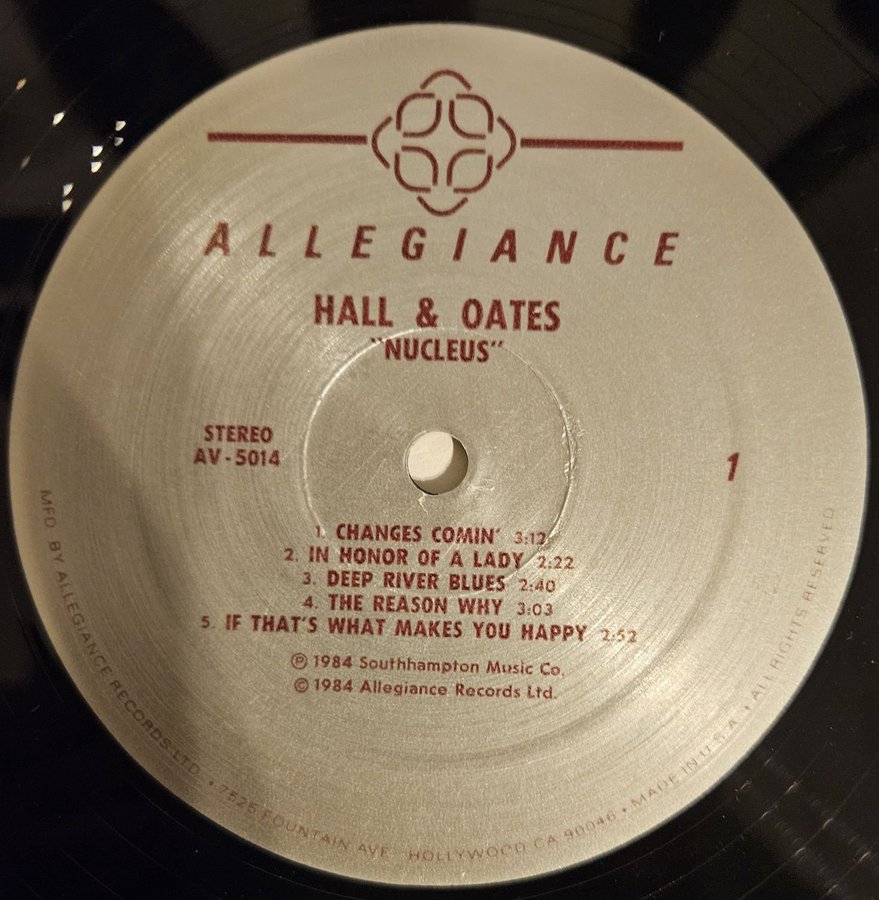 ALLEGIANCE
HALL & OATES
"NUCLEUS"
STEREO
AV-5014
1
1. CHANGES COMIN' 3:12
2. IN HONOR OF A LADY 2:22
3. DEEP RIVER BLUES 2:40
4. THE REASON WHY 3:03
5. IF THAT'S WHAT MAKES YOU HAPPY 2:52
℗ 1984 Southhampton Music Co.
© 1984 Allegiance Records Ltd.
MFD. BY ALLEGIANCE RECORDS LTD. • 7525 FOUNTAIN AVE. HOLLYWOOD CA 90046 • MADE IN U.S.A. • ALL RIGHTS RESERVED